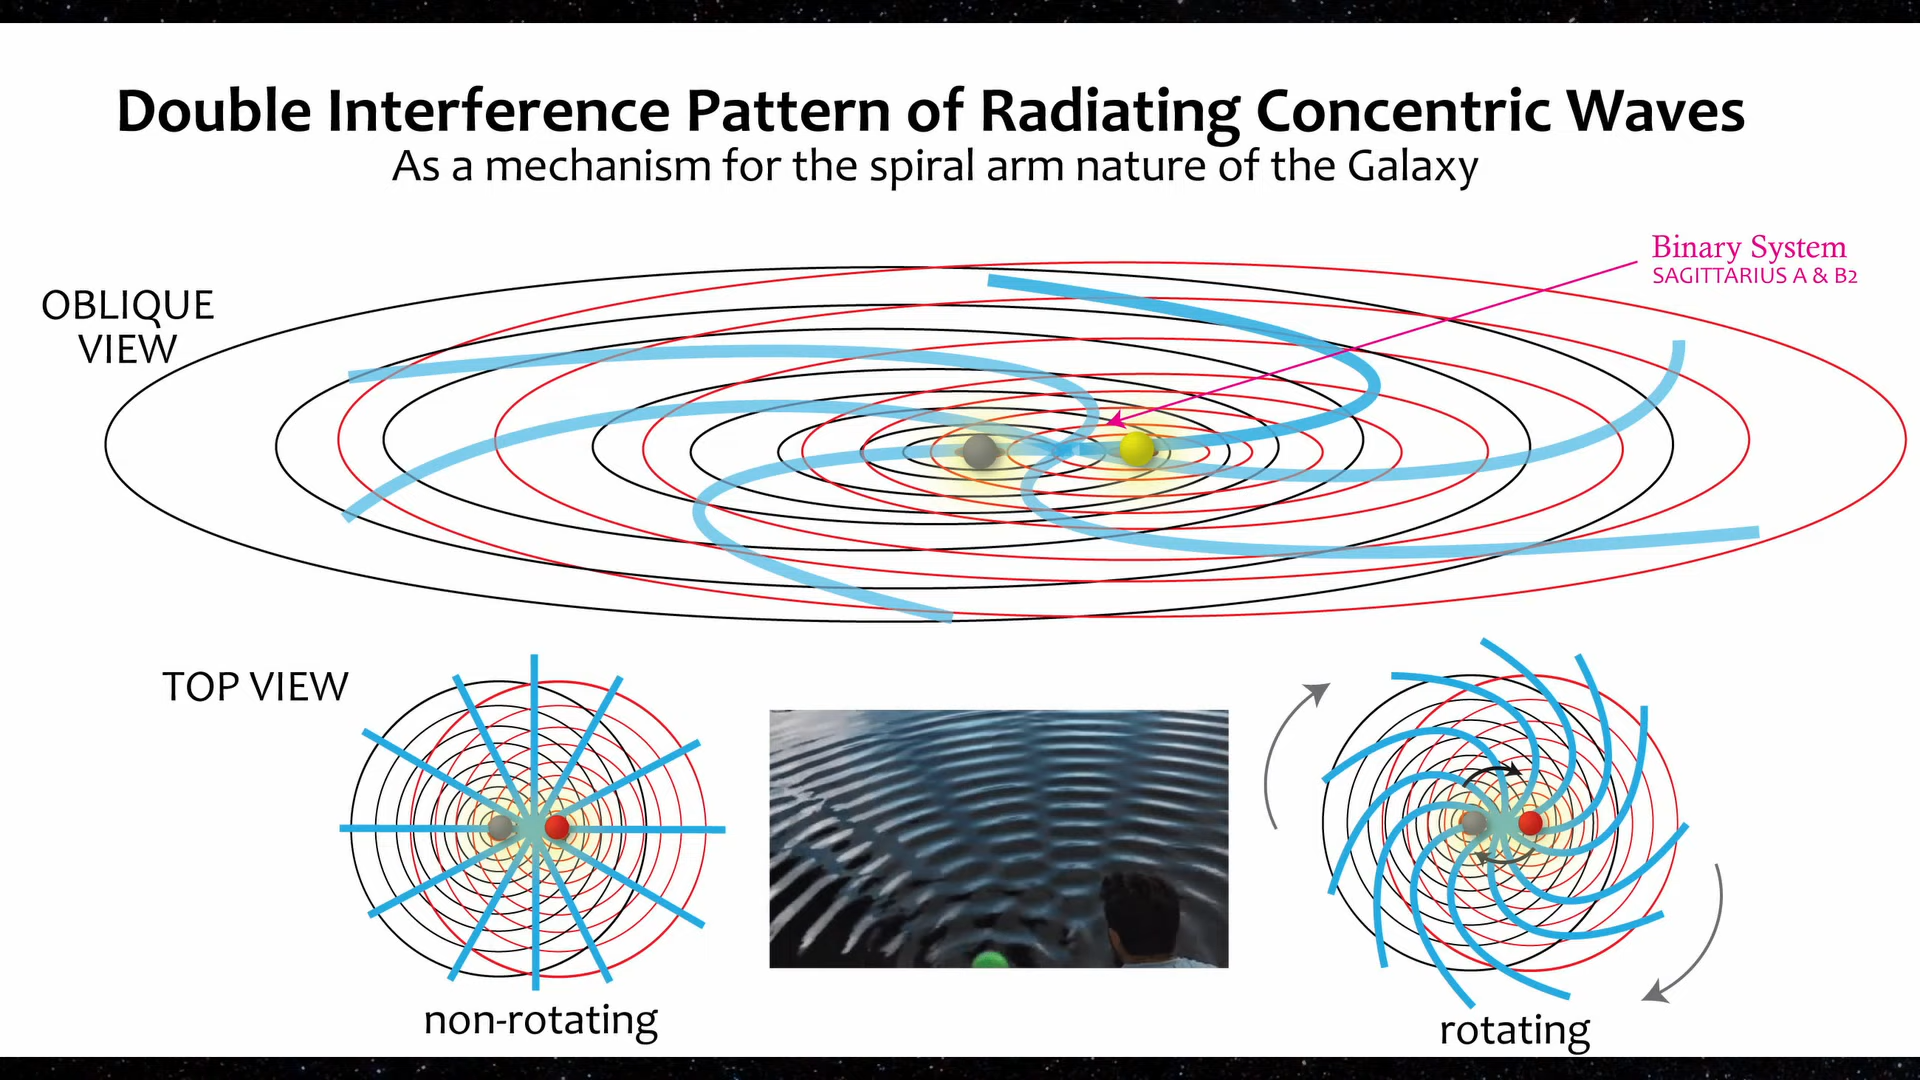 Double Interference Pattern of Radiating Concentric Waves
As a mechanism for the spiral arm nature of the Galaxy
Binary System
SAGITTARIUS A & B2
OBLIQUE
VIEW
TOP VIEW
non-rotating
rotating